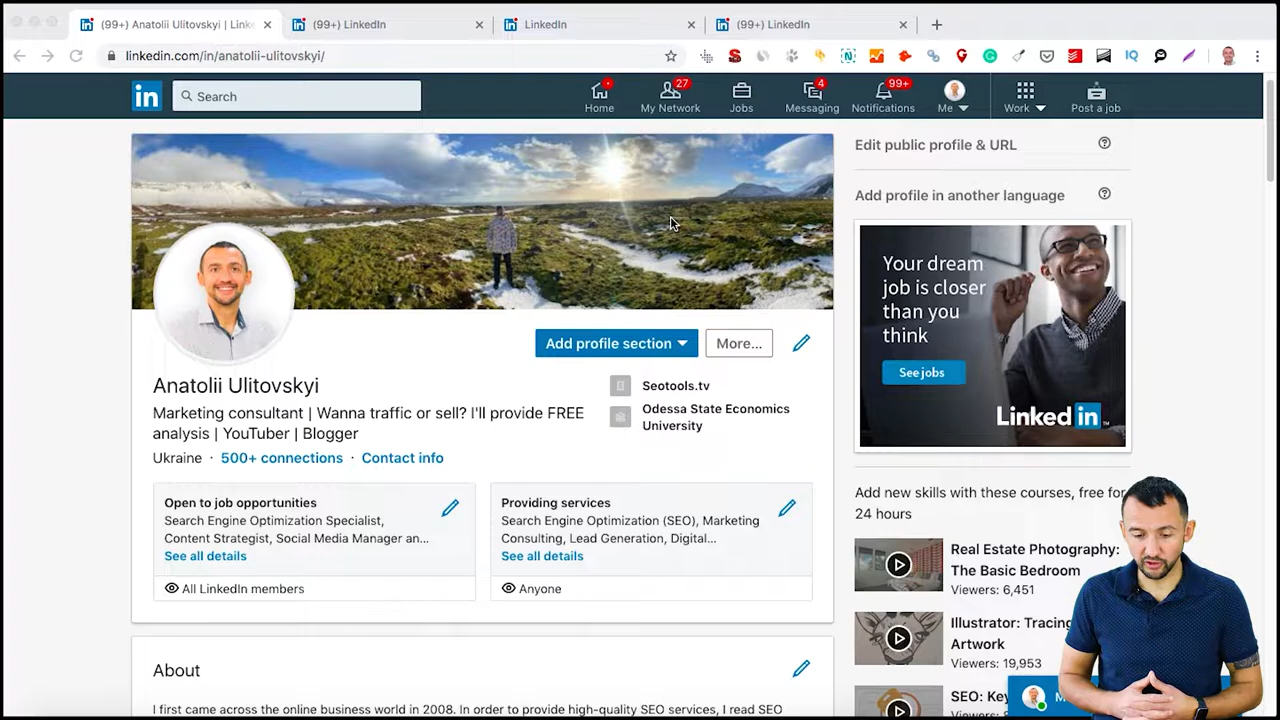 (99+) Anatolii Ulitovskyi | Linke
(99+) LinkedIn
LinkedIn
(99+) LinkedIn
linkedin.com/in/anatolii-ulitovskyi/
in
Search
Home
27
My Network
Jobs
4
Messaging
99+
Notifications
Me
Work
Post a job
Edit public profile & URL
Add profile in another language
Your dream
job is closer
than you
think
See jobs
Linked in
Add profile section
More...
Anatolii Ulitovskyi
Marketing consultant | Wanna traffic or sell? I'll provide FREE
analysis | YouTuber | Blogger
Ukraine · 500+ connections · Contact info
Seotools.tv
Odessa State Economics
University
Open to job opportunities
Search Engine Optimization Specialist,
Content Strategist, Social Media Manager an...
See all details
All LinkedIn members
Providing services
Search Engine Optimization (SEO), Marketing
Consulting, Lead Generation, Digital...
See all details
Anyone
Add new skills with these courses, free for
24 hours
Real Estate Photography:
The Basic Bedroom
Viewers: 6,451
Illustrator: Tracing
Artwork
Viewers: 19,953
SEO: Key
About
I first came across the online business world in 2008. In order to provide high-quality SEO services, I read SEO